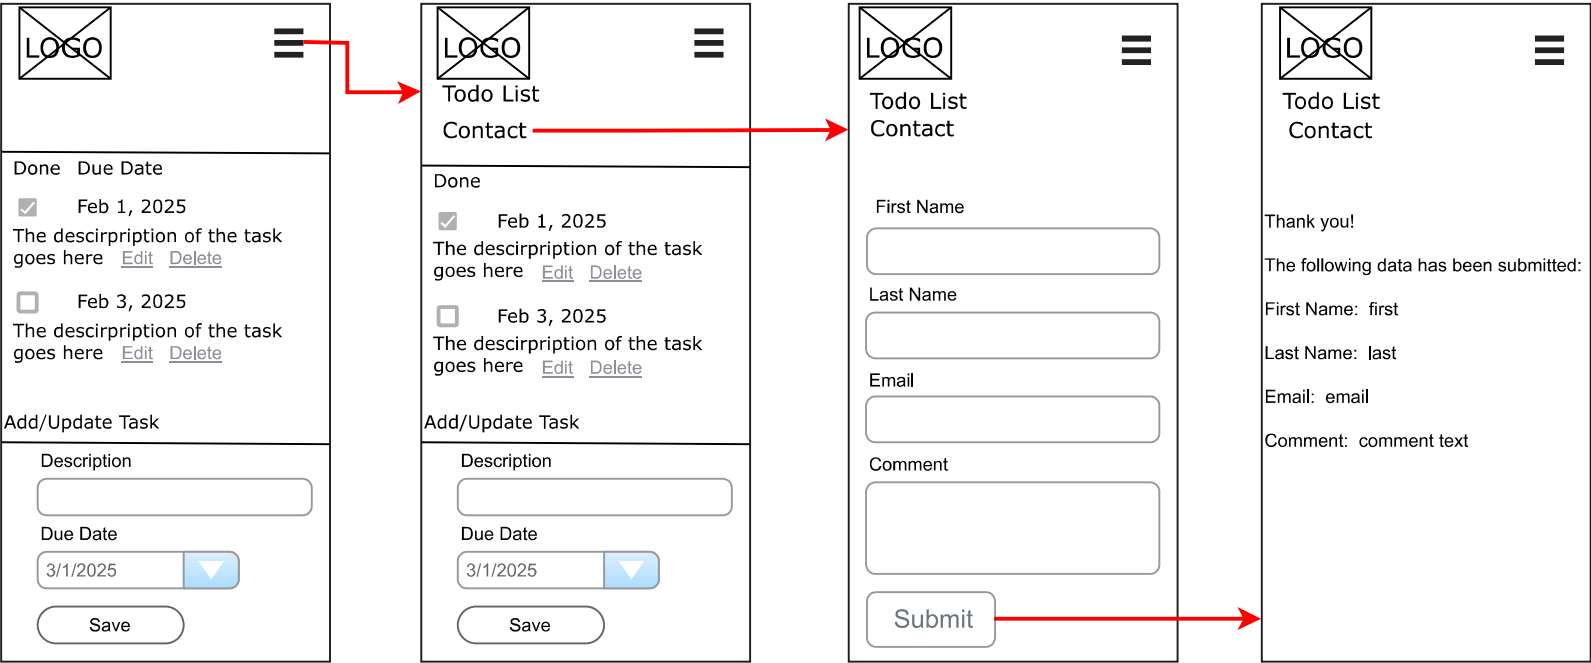 LOGO
Done Due Date
Feb 1, 2025
The descirpription of the task
goes here Edit Delete
Feb 3, 2025
The descirpription of the task
goes here Edit Delete
Add/Update Task
Description
Due Date
3/1/2025
Save
LOGO
Todo List
Contact
Done
Feb 1, 2025
The descirpription of the task
goes here Edit Delete
Feb 3, 2025
The descirpription of the task
goes here Edit Delete
Add/Update Task
Description
Due Date
3/1/2025
Save
LOGO
Todo List
Contact
First Name
Last Name
Email
Comment
Submit
LOGO
Todo List
Contact
Thank you!
The following data has been submitted:
First Name: first
Last Name: last
Email: email
Comment: comment text